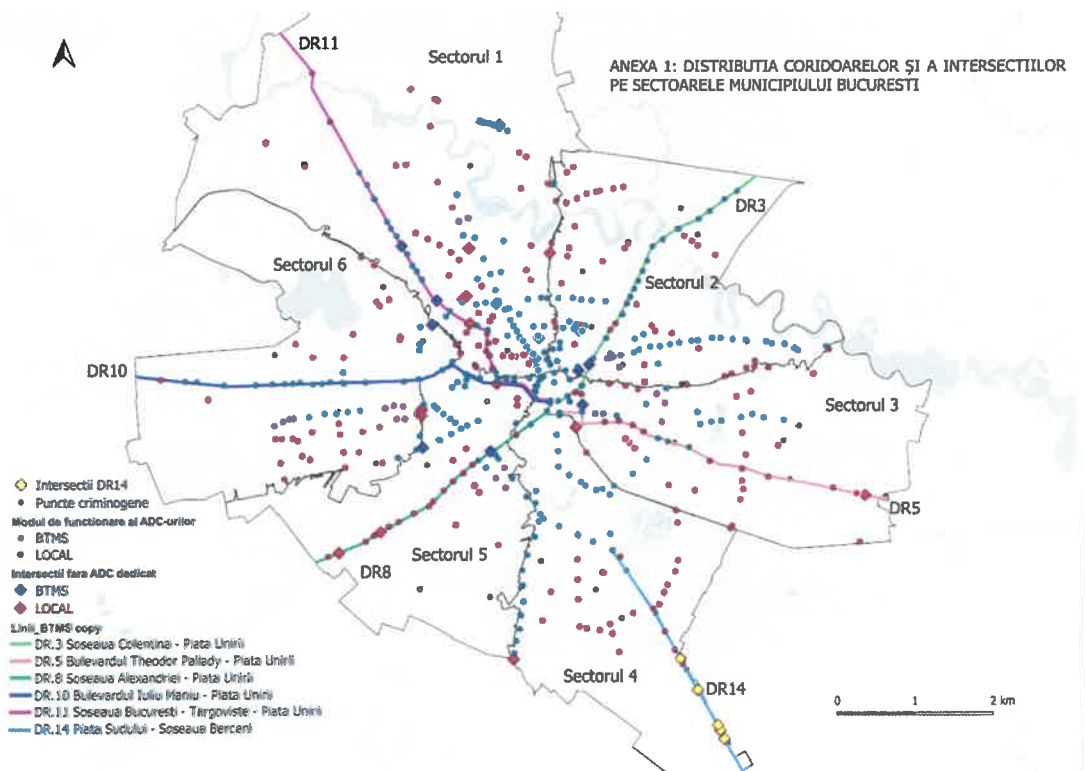 DR11
Sectorul 1
ANEXA 1: DISTRIBUTIA CORIDOARELOR ȘI A INTERSECTIILOR
PE SECTOARELE MUNICIPIULUI BUCURESTI
DR3
Sectorul 6
Sectorul 2
DR10
Sectorul 3
Intersectii DR14
Puncte criminogene
Modul de functionare al ADC-urilor
BTMS
LOCAL
Intersectii fara ADC dedicat
BTMS
LOCAL
DR5
Sectorul 5
DR8
Linii_BTMS copy
DR.3 Soseaua Colentina - Piata Unirii
DR.5 Bulevardul Theodor Pallady - Piata Unirii
DR.8 Soseaua Alexandriei - Piata Unirii
DR.10 Bulevardul Iuliu Maniu - Piata Unirii
DR.11 Soseaua Bucuresti - Targoviste - Piata Unirii
DR.14 Piata Sudului - Soseaua Berceni
Sectorul 4
DR14
0 1 2 km